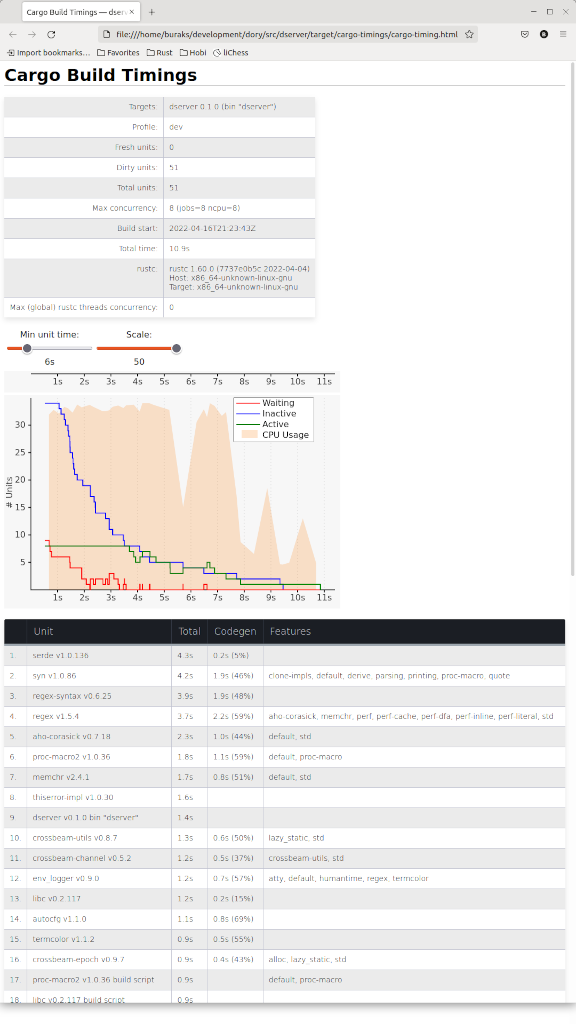 Cargo Build Timings — dser
file:///home/buraks/development/dory/src/dserver/target/cargo-timings/cargo-timing.html
Import bookmarks... Favorites Rust Hobi liChess
Cargo Build Timings
Targets: dserver 0.1.0 (bin "dserver")
Profile: dev
Fresh units: 0
Dirty units: 51
Total units: 51
Max concurrency: 8 (jobs=8 ncpu=8)
Build start: 2022-04-16T21:23:43Z
Total time: 10.9s
rustc: rustc 1.60.0 (7737e0b5c 2022-04-04)
Host: x86_64-unknown-linux-gnu
Target: x86_64-unknown-linux-gnu
Max (global) rustc threads concurrency: 0
Min unit time: Scale:
6s 50
1s 2s 3s 4s 5s 6s 7s 8s 9s 10s 11s
Waiting
Inactive
Active
CPU Usage
# Units
30
25
20
15
10
5
1s 2s 3s 4s 5s 6s 7s 8s 9s 10s 11s
Unit Total Codegen Features
1. serde v1.0.136 4.3s 0.2s (5%)
2. syn v1.0.86 4.2s 1.9s (46%) clone-impls, default, derive, parsing, printing, proc-macro, quote
3. regex-syntax v0.6.25 3.9s 1.9s (48%)
4. regex v1.5.4 3.7s 2.2s (59%) aho-corasick, memchr, perf, perf-cache, perf-dfa, perf-inline, perf-literal, std
5. aho-corasick v0.7.18 2.3s 1.0s (44%) default, std
6. proc-macro2 v1.0.36 1.8s 1.1s (59%) default, proc-macro
7. memchr v2.4.1 1.7s 0.8s (51%) default, std
8. thiserror-impl v1.0.30 1.6s
9. dserver v0.1.0 bin "dserver" 1.4s
10. crossbeam-utils v0.8.7 1.3s 0.6s (50%) lazy_static, std
11. crossbeam-channel v0.5.2 1.2s 0.5s (37%) crossbeam-utils, std
12. env_logger v0.9.0 1.2s 0.7s (57%) atty, default, humantime, regex, termcolor
13. libc v0.2.117 1.2s 0.2s (15%)
14. autocfg v1.1.0 1.1s 0.8s (69%)
15. termcolor v1.1.2 0.9s 0.5s (55%)
16. crossbeam-epoch v0.9.7 0.9s 0.4s (43%) alloc, lazy_static, std
17. proc-macro2 v1.0.36 build script 0.9s default, proc-macro
18. libc v0.2.117 build script 0.9s